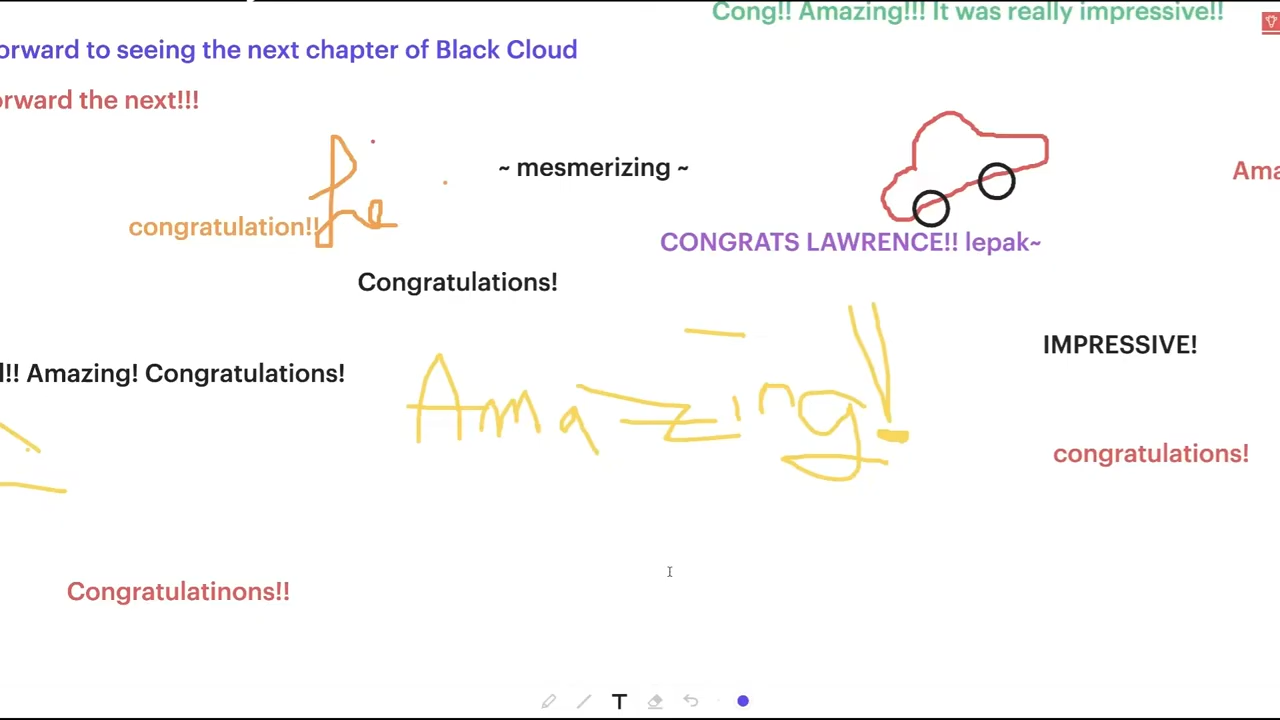 Cong!! Amazing!!! It was really impressive!!
orward to seeing the next chapter of Black Cloud
orward the next!!!
~ mesmerizing ~
Ama
congratulation!!
CONGRATS LAWRENCE!! lepak~
Congratulations!
IMPRESSIVE!
!! Amazing! Congratulations!
Amazing!!
congratulations!
Congratulatinons!!
T